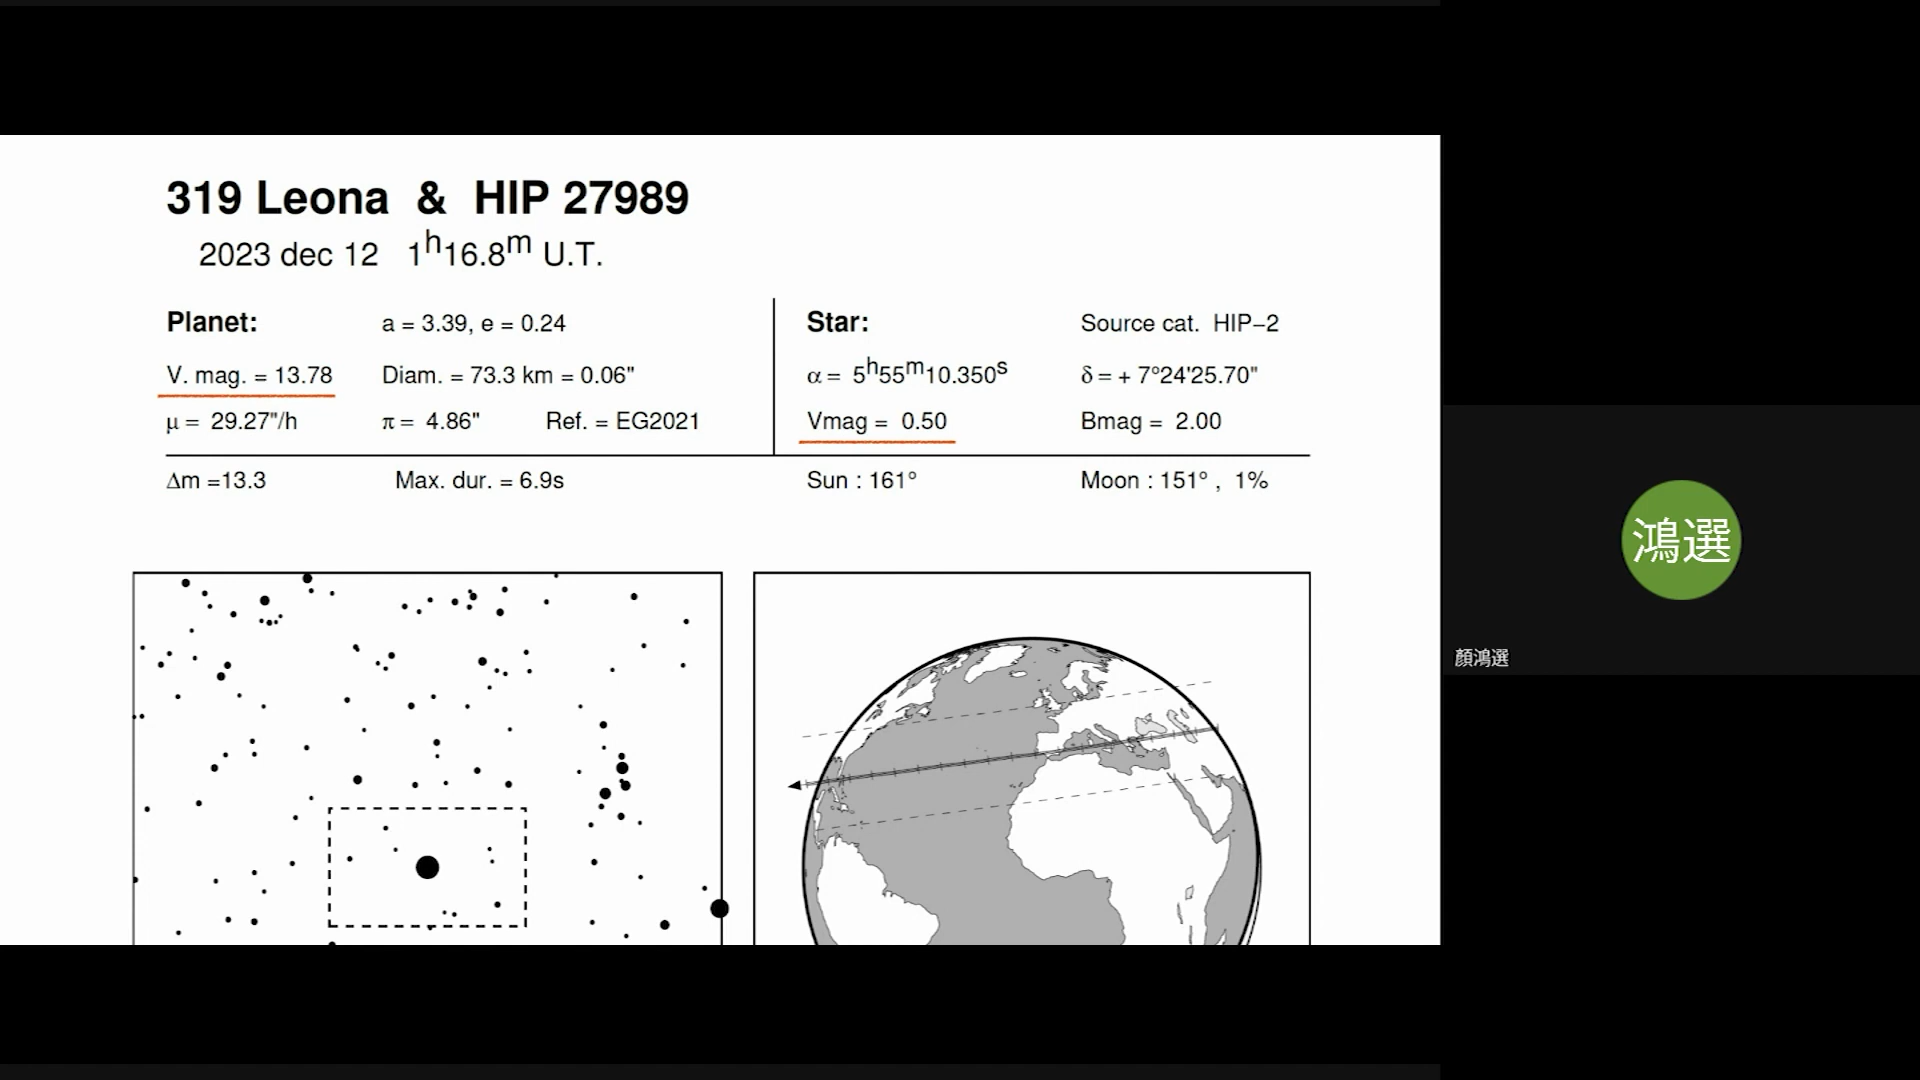 319 Leona & HIP 27989
2023 dec 12 1h16.8m U.T.
Planet: a = 3.39, e = 0.24
V. mag. = 13.78 Diam. = 73.3 km = 0.06"
μ = 29.27"/h π = 4.86" Ref. = EG2021
Star: Source cat. HIP−2
α = 5h55m10.350s δ = + 7°24'25.70"
Vmag = 0.50 Bmag = 2.00
Δm =13.3 Max. dur. = 6.9s Sun : 161° Moon : 151° , 1%
鴻選
顏鴻選